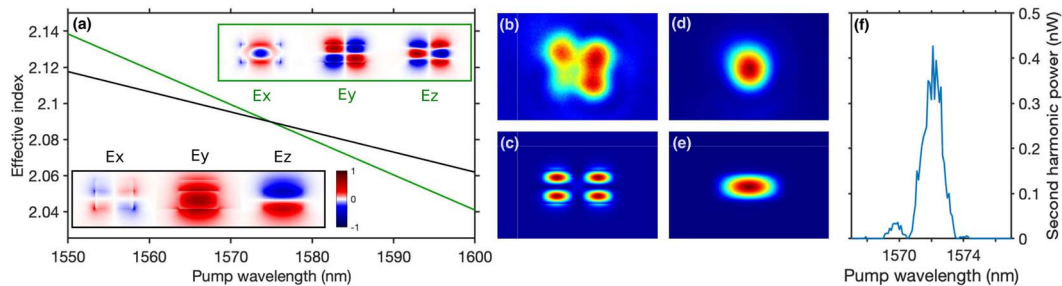 (a)
2.14
2.12
2.10
2.08
2.06
2.04
Effective index
Ex Ey Ez
Ex Ey Ez
1
0
-1
1550 1560 1570 1580 1590 1600
Pump wavelength (nm)
(b)
(d)
(c)
(e)
(f)
0.5
0.4
0.3
0.2
0.1
0
Second harmonic power (nW)
1570 1574
Pump wavelength (nm)